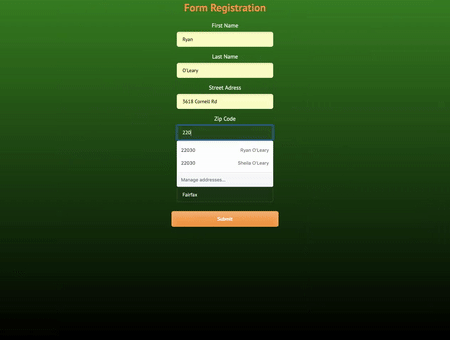 Form Registration
First Name
Ryan
Last Name
O'Leary
Street Adress
3618 Cornell Rd
Zip Code
220
22030 Ryan O'Leary
22030 Sheila O'Leary
Manage addresses...
Fairfax
Submit